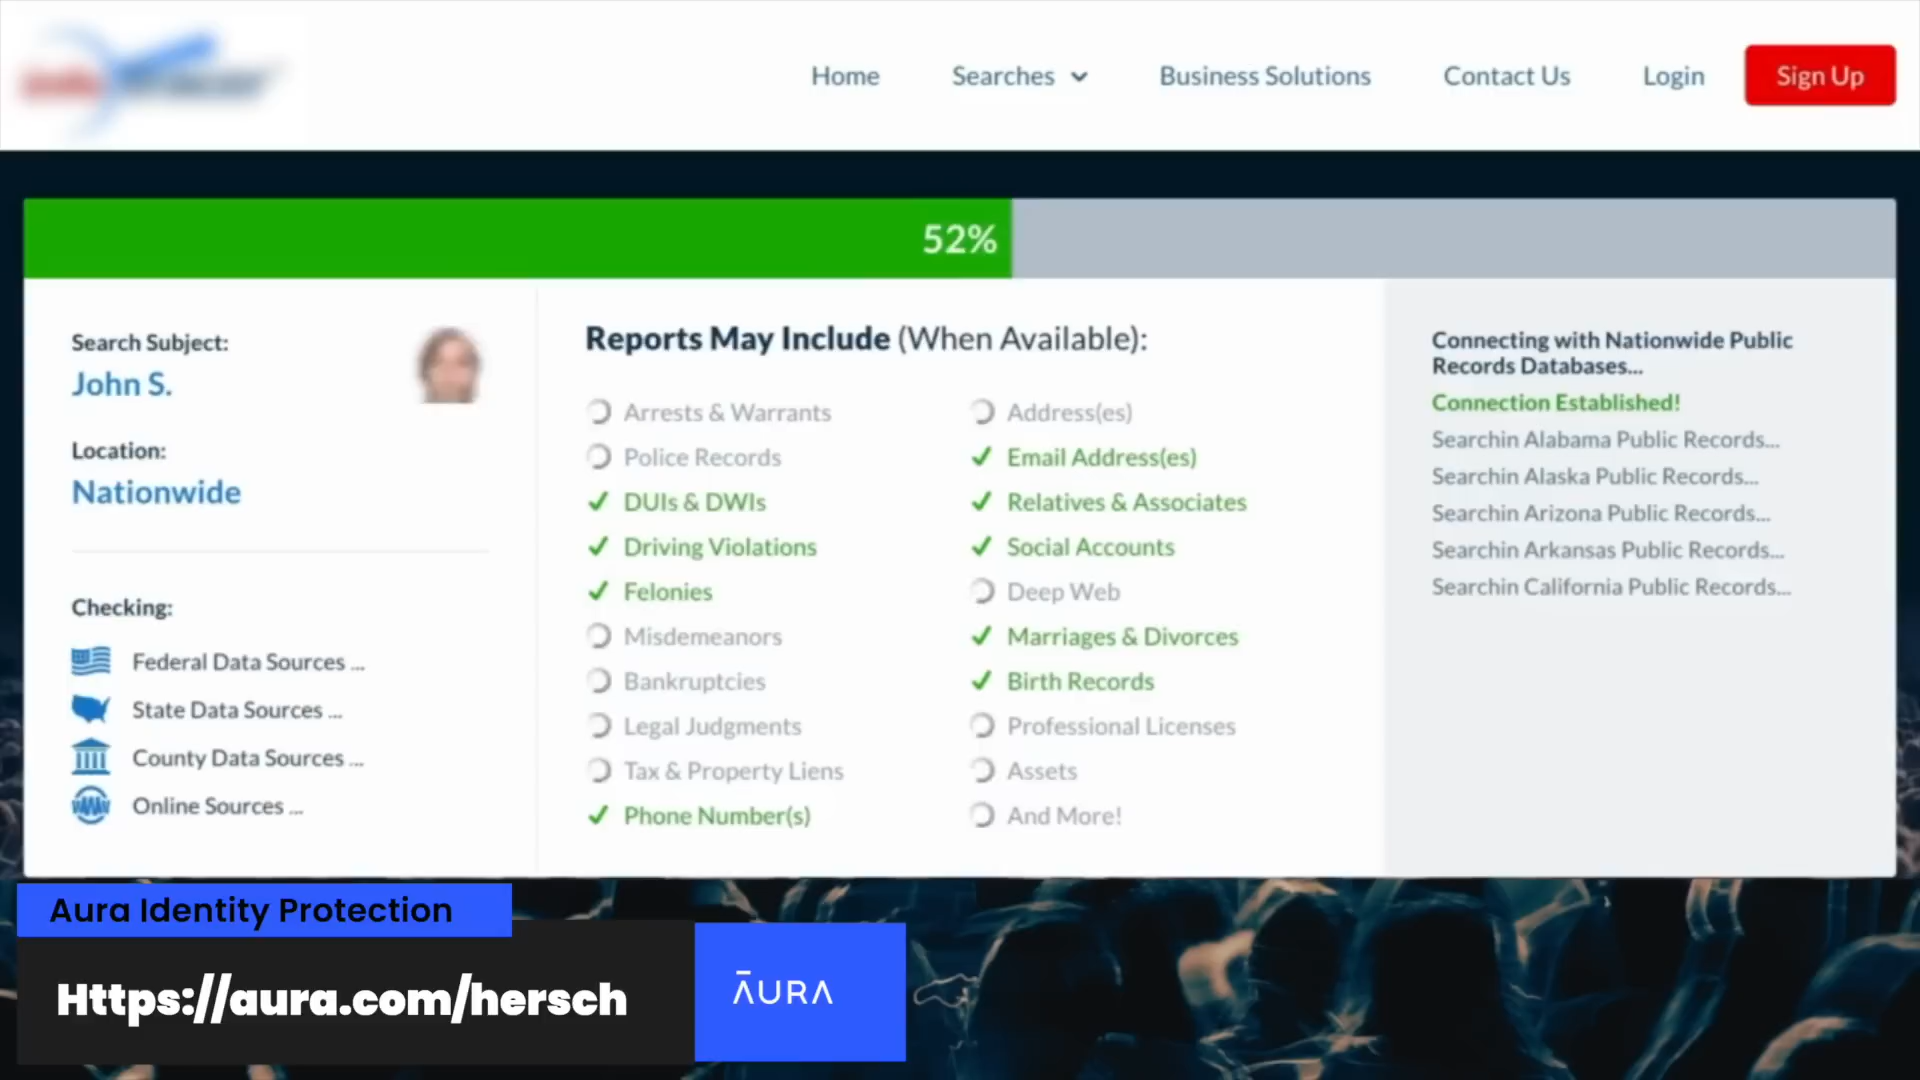 Home
Searches
Business Solutions
Contact Us
Login
Sign Up
52%
Search Subject:
John S.
Location:
Nationwide
Checking:
Federal Data Sources ...
State Data Sources ...
County Data Sources ...
Online Sources ...
Reports May Include (When Available):
Arrests & Warrants
Police Records
DUIs & DWIs
Driving Violations
Felonies
Misdemeanors
Bankruptcies
Legal Judgments
Tax & Property Liens
Phone Number(s)
Address(es)
Email Address(es)
Relatives & Associates
Social Accounts
Deep Web
Marriages & Divorces
Birth Records
Professional Licenses
Assets
And More!
Connecting with Nationwide Public
Records Databases...
Connection Established!
Searchin Alabama Public Records...
Searchin Alaska Public Records...
Searchin Arizona Public Records...
Searchin Arkansas Public Records...
Searchin California Public Records...
Aura Identity Protection
Https://aura.com/hersch
ĀURA